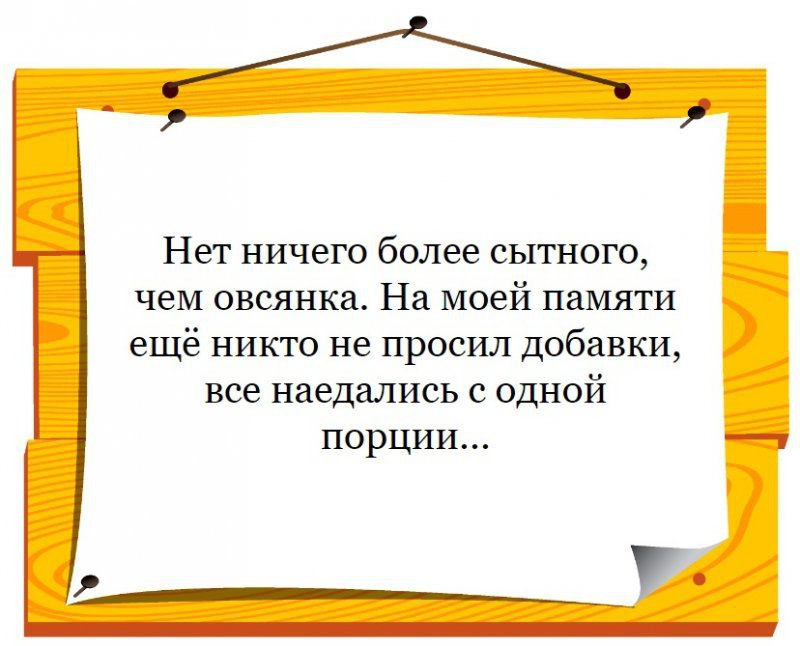 Нет ничего более сытного,
чем овсянка. На моей памяти
ещё никто не просил добавки,
все наедались с одной
порции...